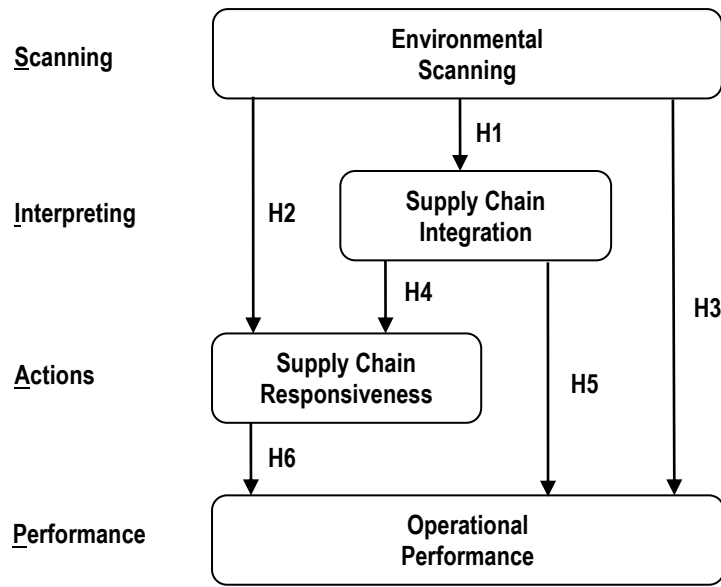 Scanning
Environmental
Scanning
H1
Interpreting
H2
Supply Chain
Integration
H4
H3
Actions
Supply Chain
Responsiveness
H5
H6
Performance
Operational
Performance